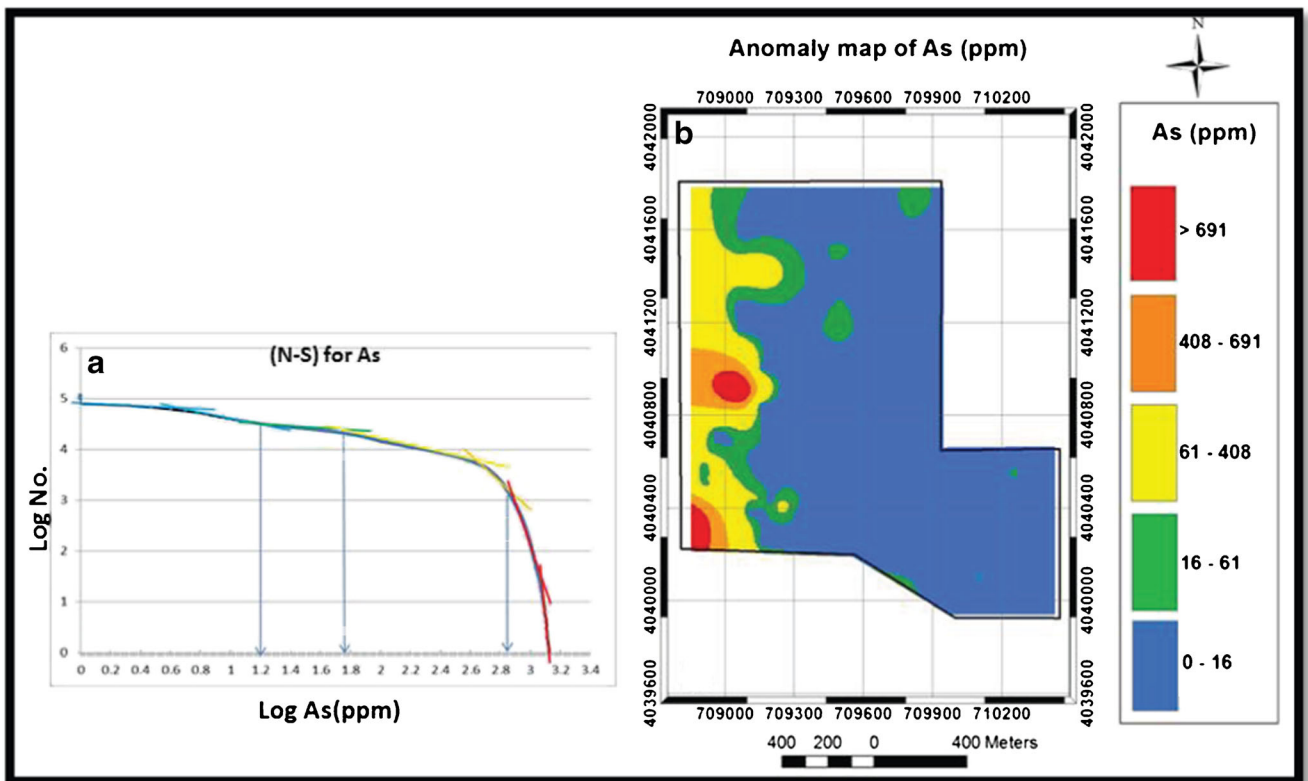 a
(N-S) for As
6
5
4
3
2
1
0
Log No.
0 0.2 0.4 0.6 0.8 1 1.2 1.4 1.6 1.8 2 2.2 2.4 2.6 2.8 3 3.2 3.4
Log As(ppm)
Anomaly map of As (ppm)
b
709000 709300 709600 709900 710200
4042000
4041600
4041200
4040800
4040400
4040000
4039600
4042000
4041600
4041200
4040800
4040400
4040000
4039600
709000 709300 709600 709900 710200
400 200 0 400 Meters
N
As (ppm)
> 691
408 - 691
61 - 408
16 - 61
0 - 16